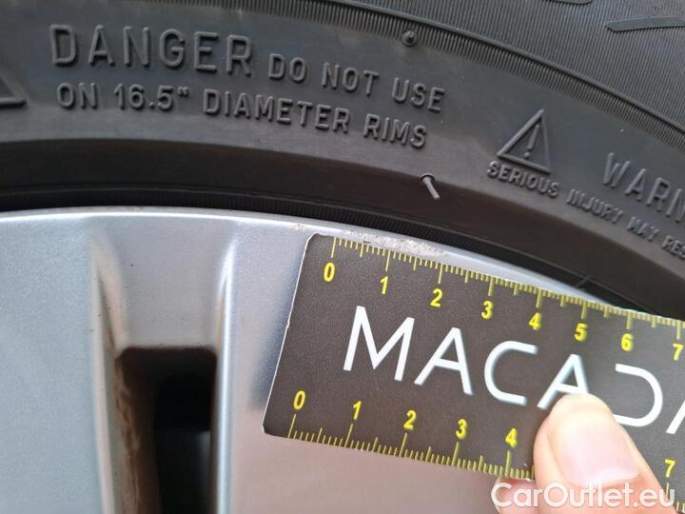 DANGER DO NOT USE
ON 16.5" DIAMETER RIMS
WARN
SERIOUS INJURY MAY RES
0 1 2 3 4 5 6 7
MACADA
0 1 2 3 4 7
CarOutlet.eu